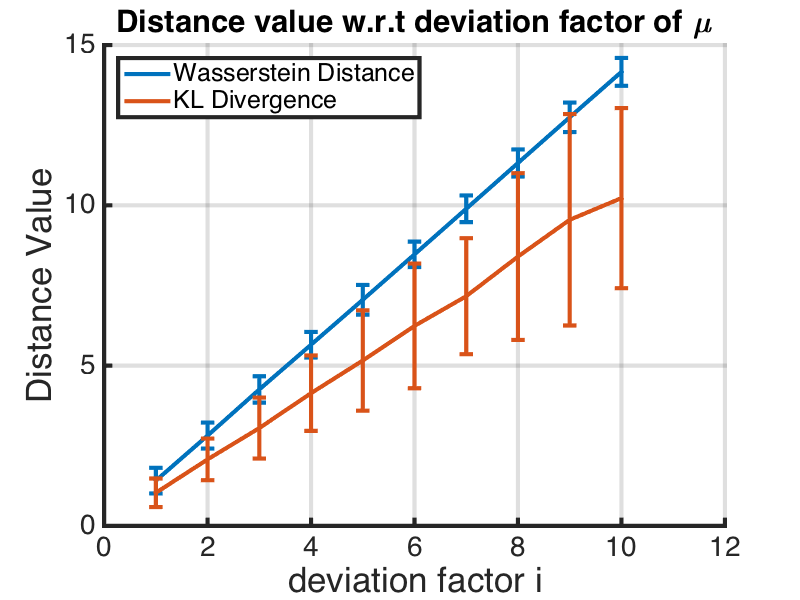 Distance value w.r.t deviation factor of μ
Wasserstein Distance
KL Divergence
Distance Value
15
10
5
0
0 2 4 6 8 10 12
deviation factor i